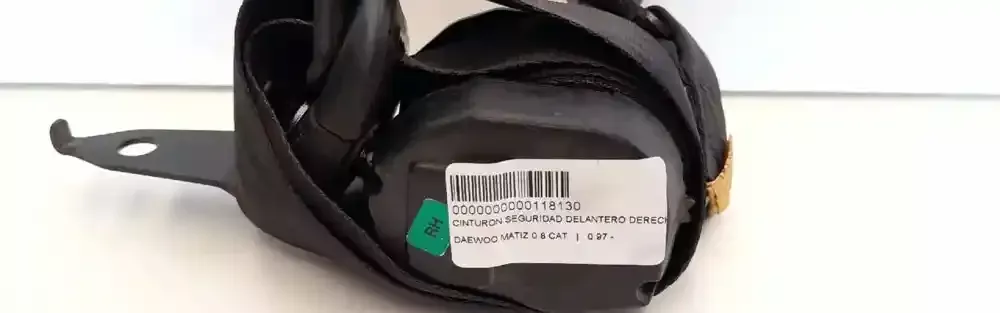 0000000000118130
CINTURON SEGURIDAD DELANTERO DERECH
DAEWOO MATIZ 0.8 CAT | 0.97 -
RH